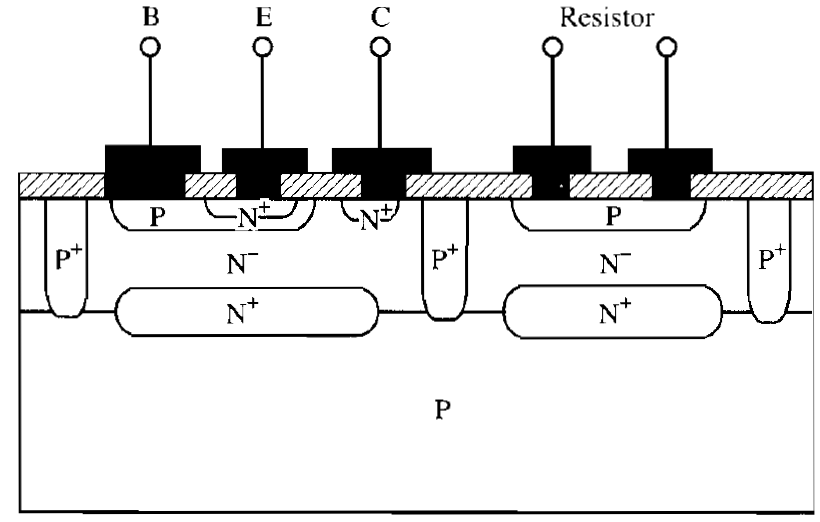 B E C Resistor
P N+ N+ P
P+ N− P+ N− P+
N+ N+
P